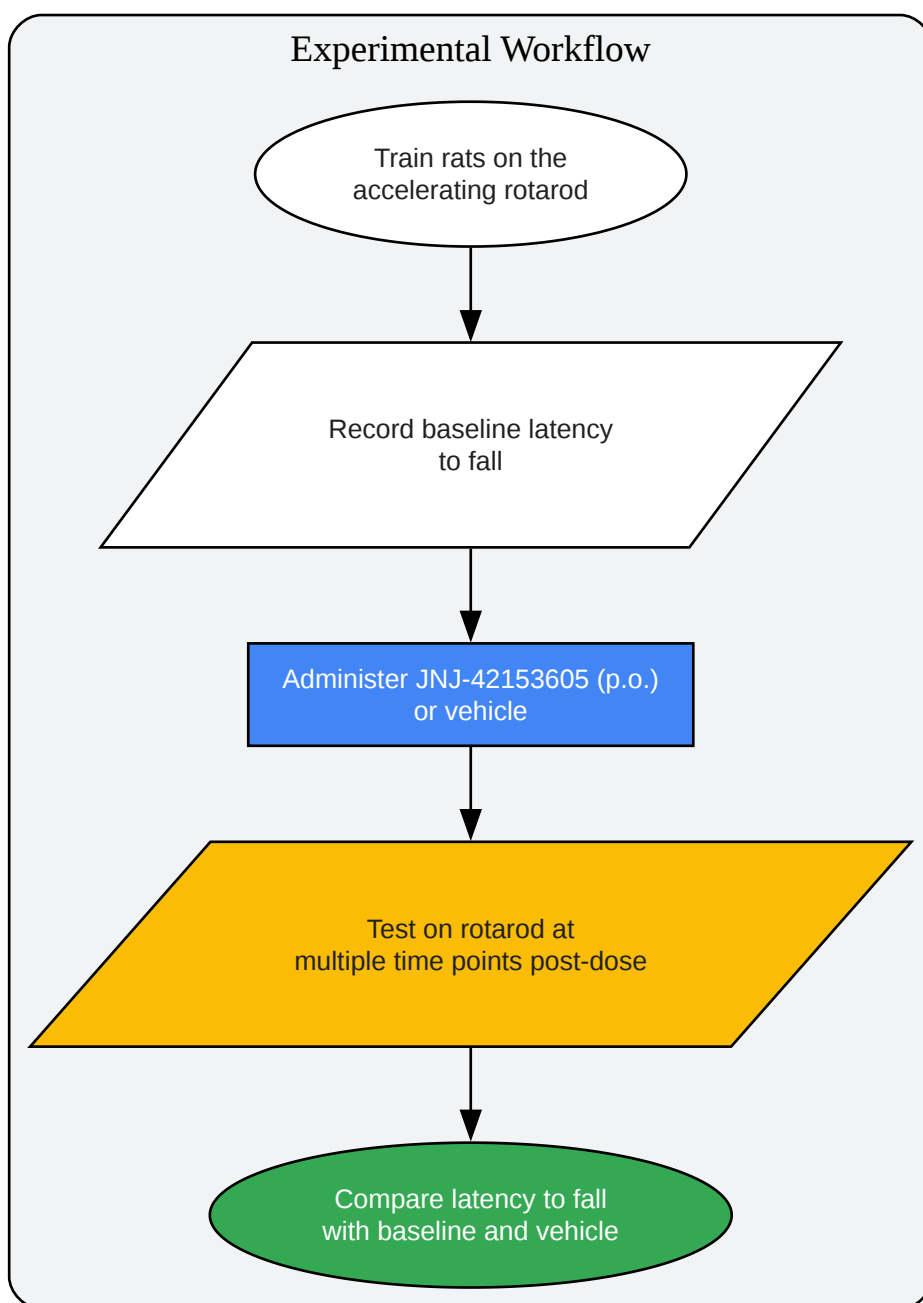 Experimental Workflow
Train rats on the
accelerating rotarod
Record baseline latency
to fall
Administer JNJ-42153605 (p.o.)
or vehicle
Test on rotarod at
multiple time points post-dose
Compare latency to fall
with baseline and vehicle